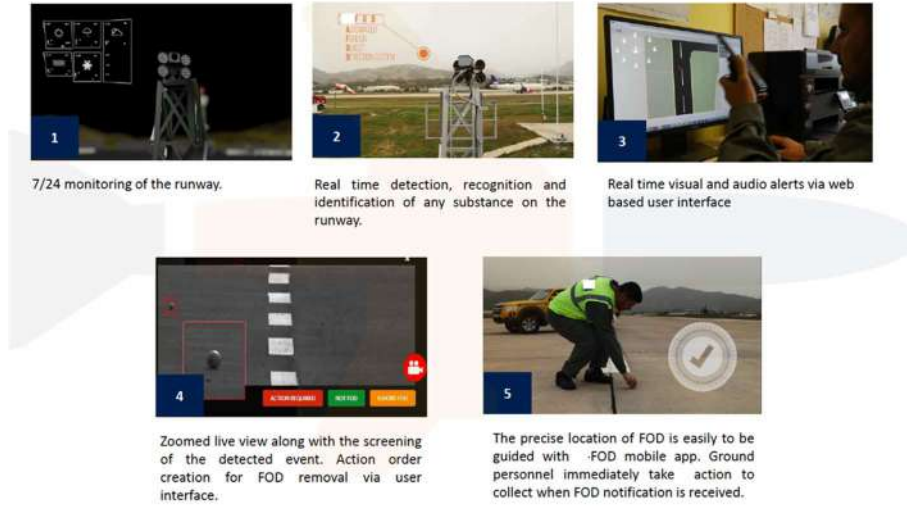 1
2
3
7/24 monitoring of the runway.
Real time detection, recognition and
identification of any substance on the
runway.
Real time visual and audio alerts via web
based user interface
4
ACTION REQUIRED
NOT FOD
5
Zoomed live view along with the screening
of the detected event. Action order
creation for FOD removal via user
interface.
The precise location of FOD is easily to be
guided with -FOD mobile app. Ground
personnel immediately take action to
collect when FOD notification is received.